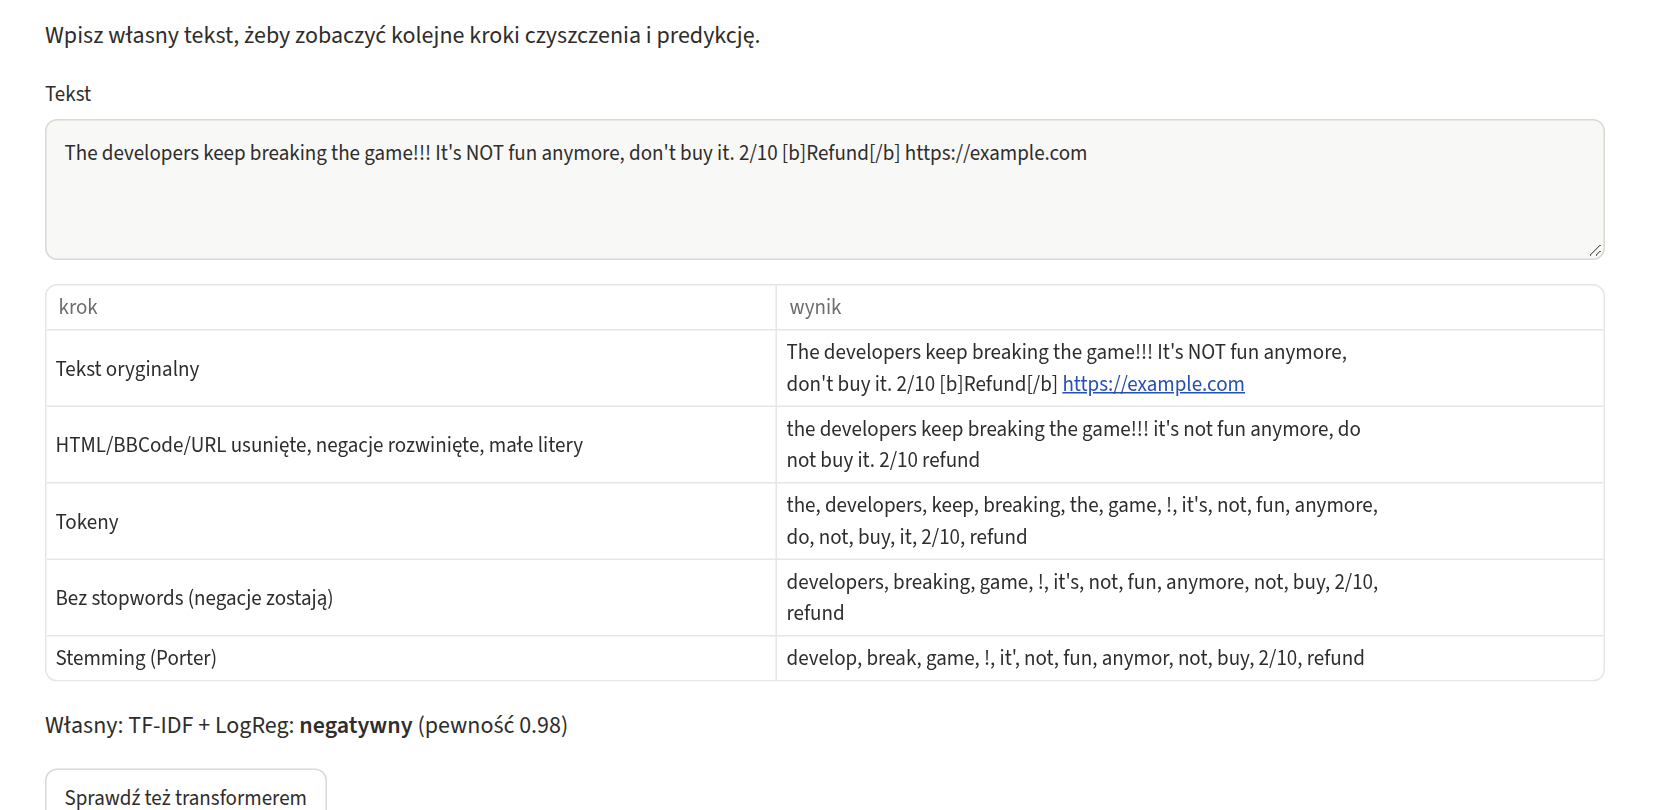 Wpisz własny tekst, żeby zobaczyć kolejne kroki czyszczenia i predykcję.
Tekst
The developers keep breaking the game!!! It's NOT fun anymore, don't buy it. 2/10 [b]Refund[/b] https://example.com
krok
wynik
Tekst oryginalny
The developers keep breaking the game!!! It's NOT fun anymore,
don't buy it. 2/10 [b]Refund[/b] https://example.com
HTML/BBCode/URL usunięte, negacje rozwinięte, małe litery
the developers keep breaking the game!!! it's not fun anymore, do
not buy it. 2/10 refund
Tokeny
the, developers, keep, breaking, the, game, !, it's, not, fun, anymore,
do, not, buy, it, 2/10, refund
Bez stopwords (negacje zostają)
developers, breaking, game, !, it's, not, fun, anymore, not, buy, 2/10,
refund
Stemming (Porter)
develop, break, game, !, it', not, fun, anymor, not, buy, 2/10, refund
Własny: TF-IDF + LogReg: negatywny (pewność 0.98)
Sprawdź też transformerem